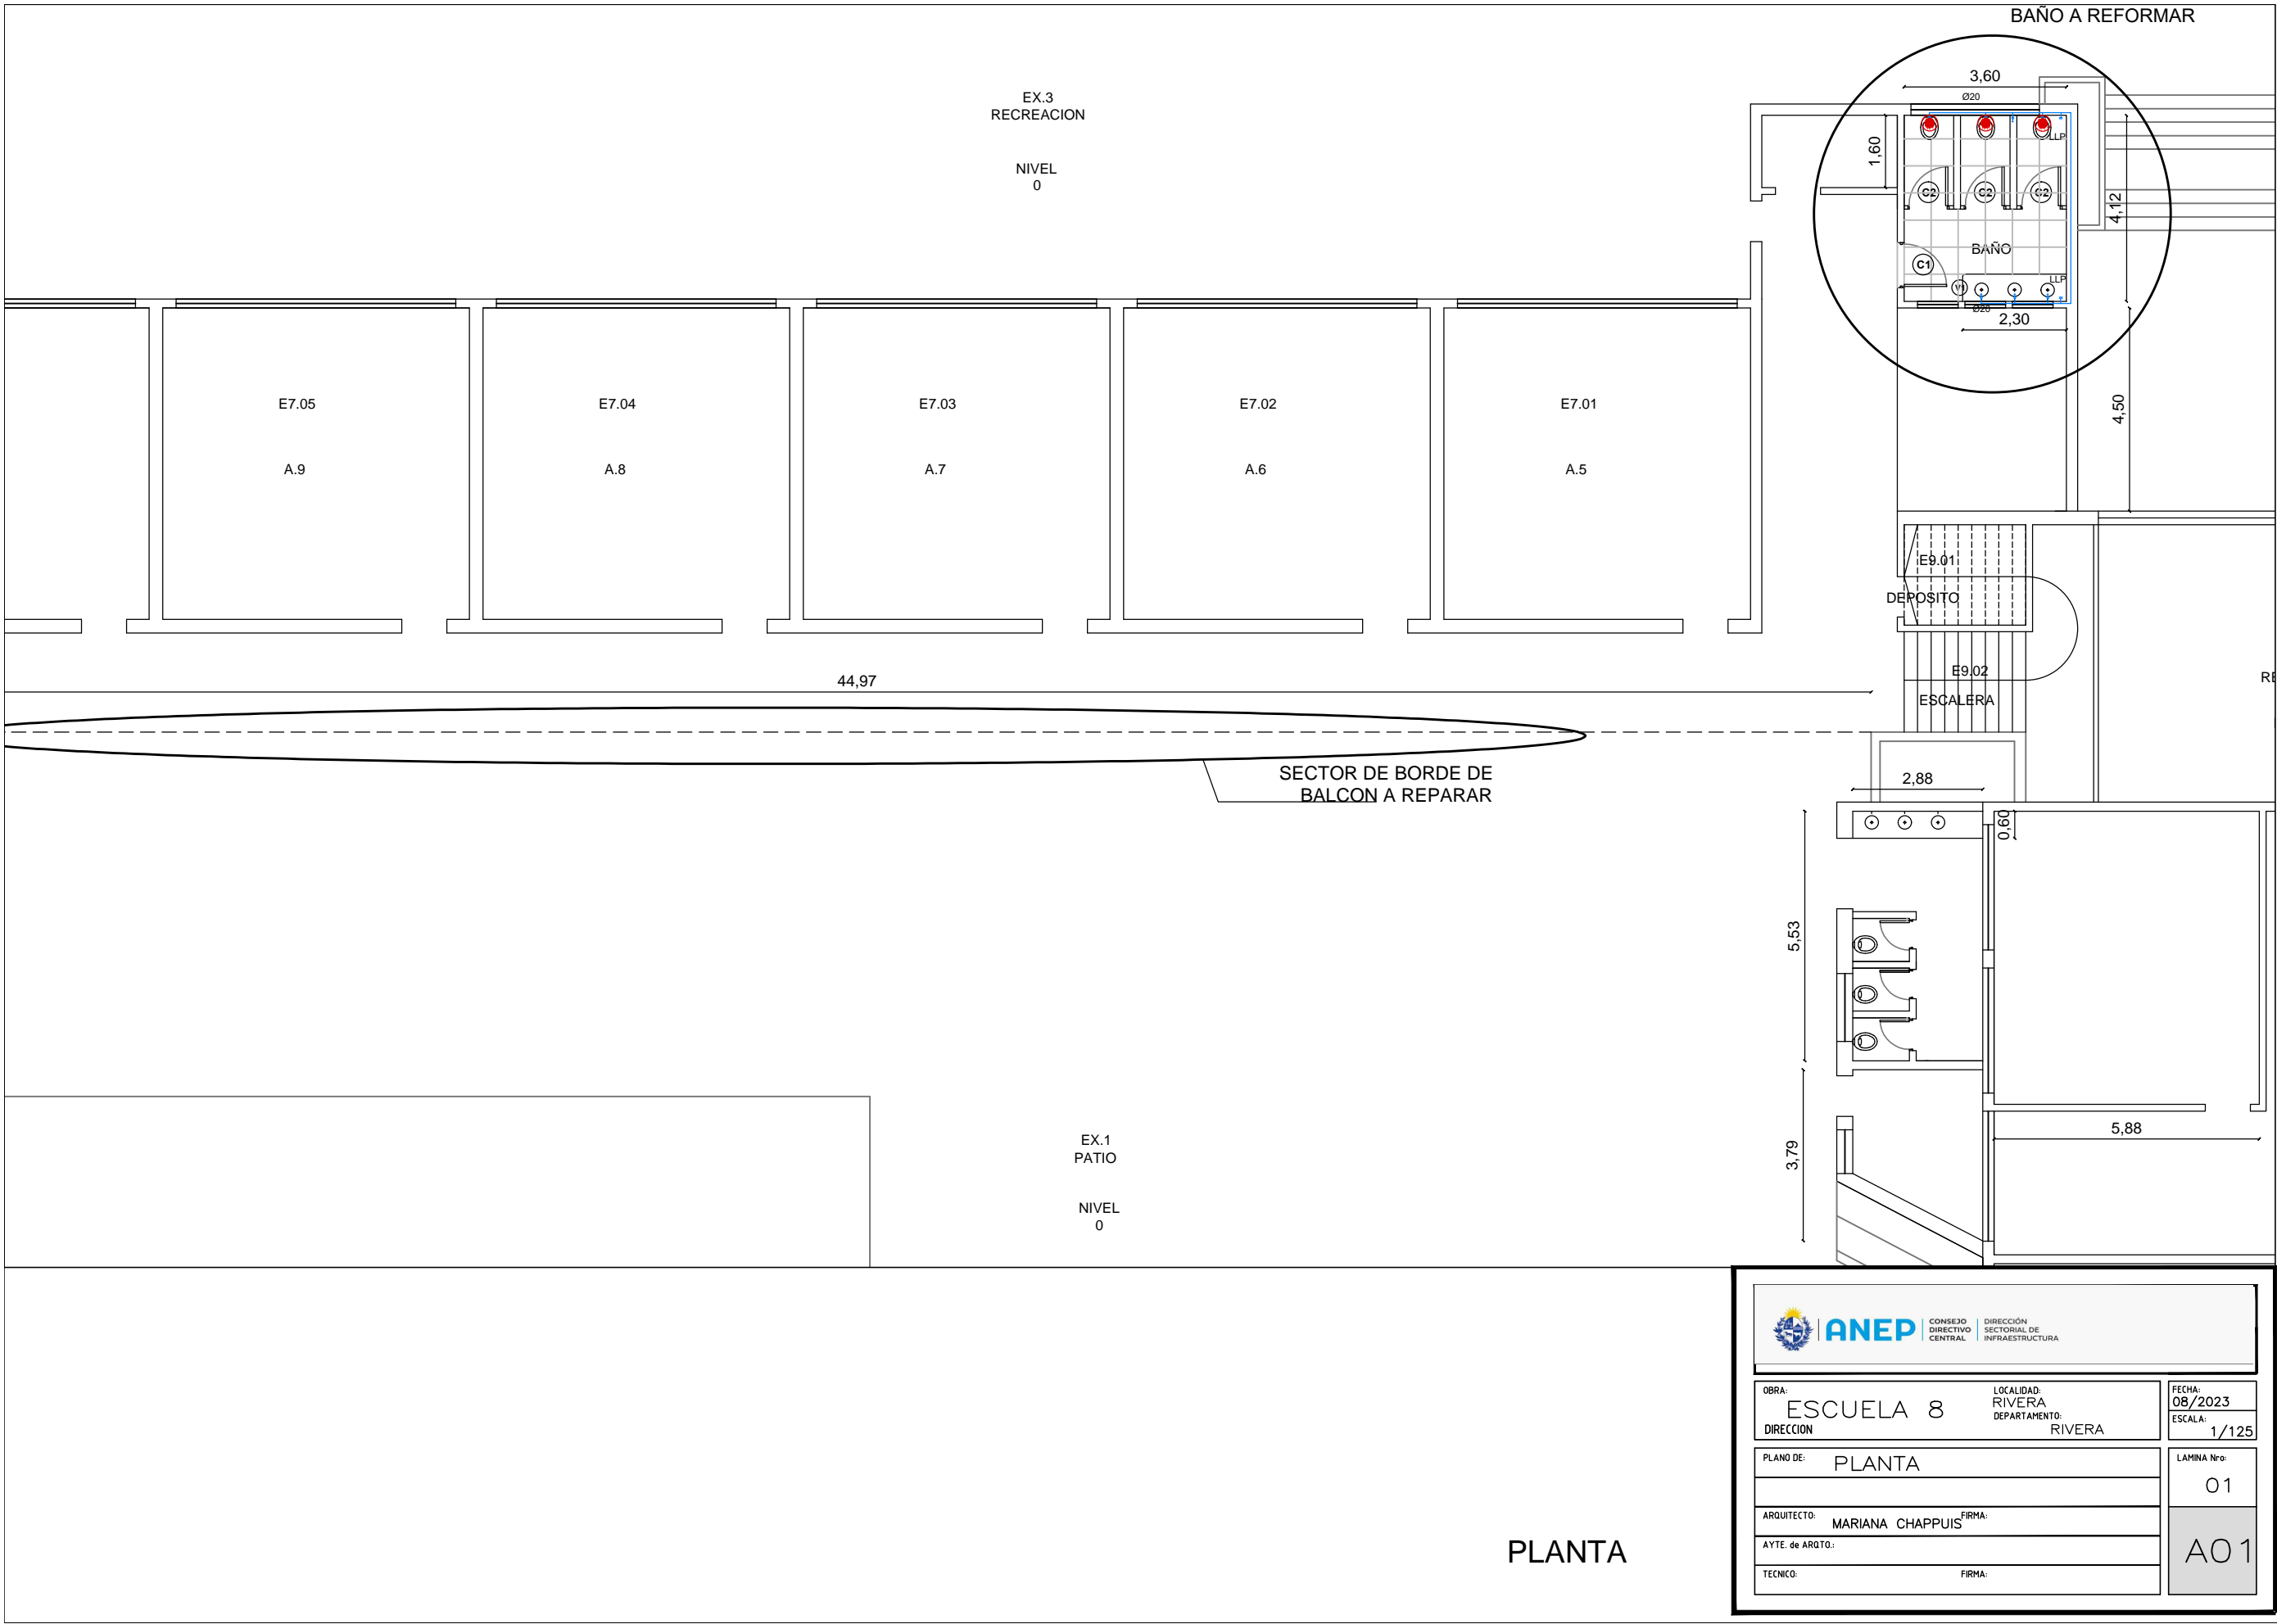 BAÑO A REFORMAR
3,60
Ø20
EX.3
RECREACION
NIVEL
0
1,60
LLP
C2
C2
C2
4,12
BAÑO
C1
LLP
V1
Ø20
2,30
E7.05
E7.04
E7.03
E7.02
E7.01
4,50
A.9
A.8
A.7
A.6
A.5
E9.01
DEPOSITO
E9.02
ESCALERA
RE
44,97
SECTOR DE BORDE DE
BALCON A REPARAR
2,88
0,60
5,53
5,88
3,79
EX.1
PATIO
NIVEL
0
ANEP
CONSEJO
DIRECTIVO
CENTRAL
DIRECCIÓN
SECTORIAL DE
INFRAESTRUCTURA
OBRA:
ESCUELA 8
DIRECCION
LOCALIDAD:
RIVERA
DEPARTAMENTO:
RIVERA
FECHA:
08/2023
ESCALA:
1/125
PLANO DE: PLANTA
LAMINA Nro:
01
ARQUITECTO: MARIANA CHAPPUIS FIRMA:
AYTE. de ARQTO.:
TECNICO: FIRMA:
A01
PLANTA